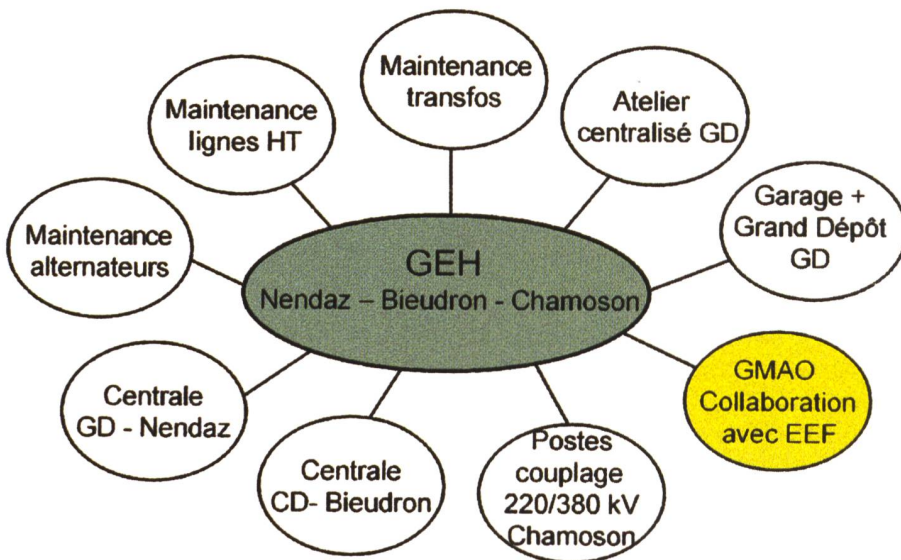 Maintenance
transfos
Maintenance
lignes HT
Atelier
centralisé GD
Garage +
Grand Dépôt
GD
Maintenance
alternateurs
GEH
Nendaz – Bieudron - Chamoson
GMAO
Collaboration
avec EEF
Centrale
GD - Nendaz
Centrale
CD- Bieudron
Postes
couplage
220/380 kV
Chamoson